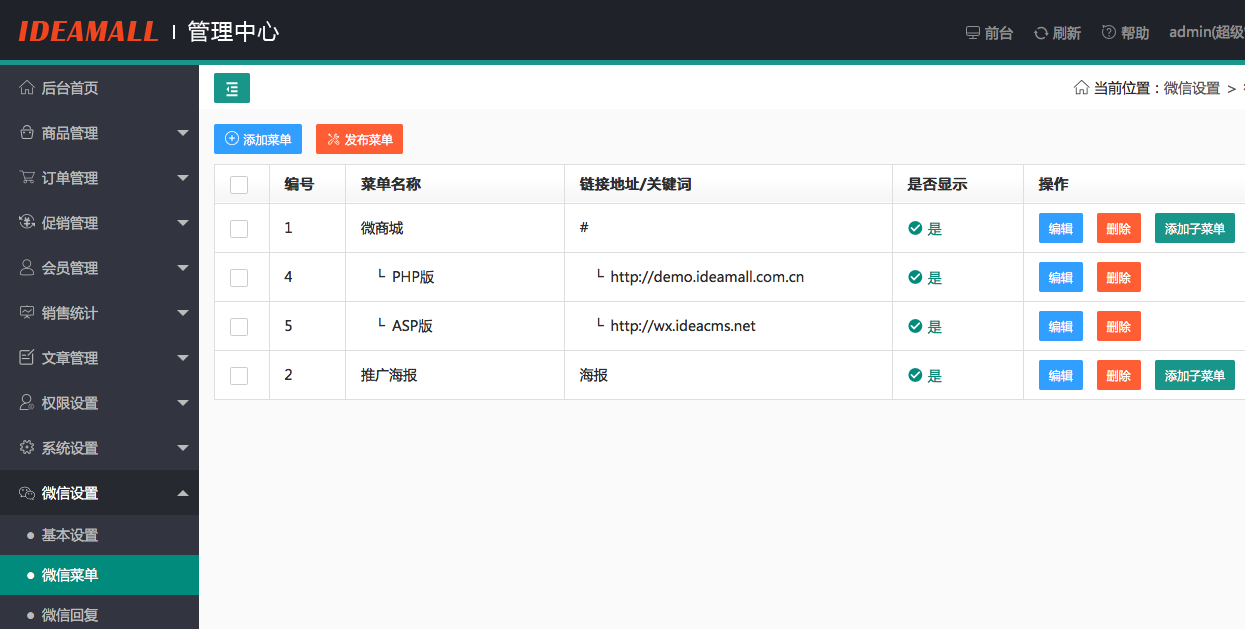 IDEAMALL | 管理中心
前台 刷新 帮助 admin(超级
后台首页
商品管理
订单管理
促销管理
会员管理
销售统计
文章管理
权限设置
系统设置
微信设置
基本设置
微信菜单
微信回复
当前位置：微信设置 >
添加菜单 发布菜单
编号 菜单名称 链接地址/关键词 是否显示 操作
1 微商城 # 是 编辑 删除 添加子菜单
4 └ PHP版 └ http://demo.ideamall.com.cn 是 编辑 删除
5 └ ASP版 └ http://wx.ideacms.net 是 编辑 删除
2 推广海报 海报 是 编辑 删除 添加子菜单